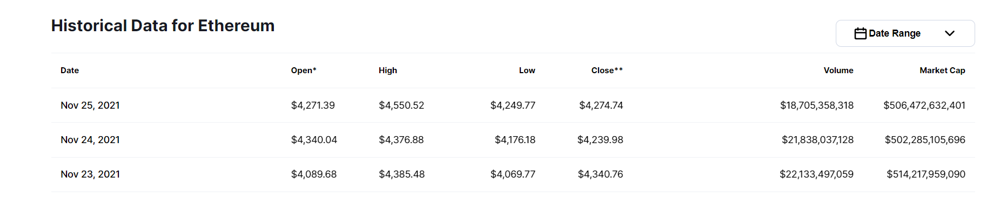 Historical Data for Ethereum
Date Range
Date Open* High Low Close** Volume Market Cap
Nov 25, 2021 $4,271.39 $4,550.52 $4,249.77 $4,274.74 $18,705,358,318 $506,472,632,401
Nov 24, 2021 $4,340.04 $4,376.88 $4,176.18 $4,239.98 $21,838,037,128 $502,285,105,696
Nov 23, 2021 $4,089.68 $4,385.48 $4,069.77 $4,340.76 $22,133,497,059 $514,217,959,090